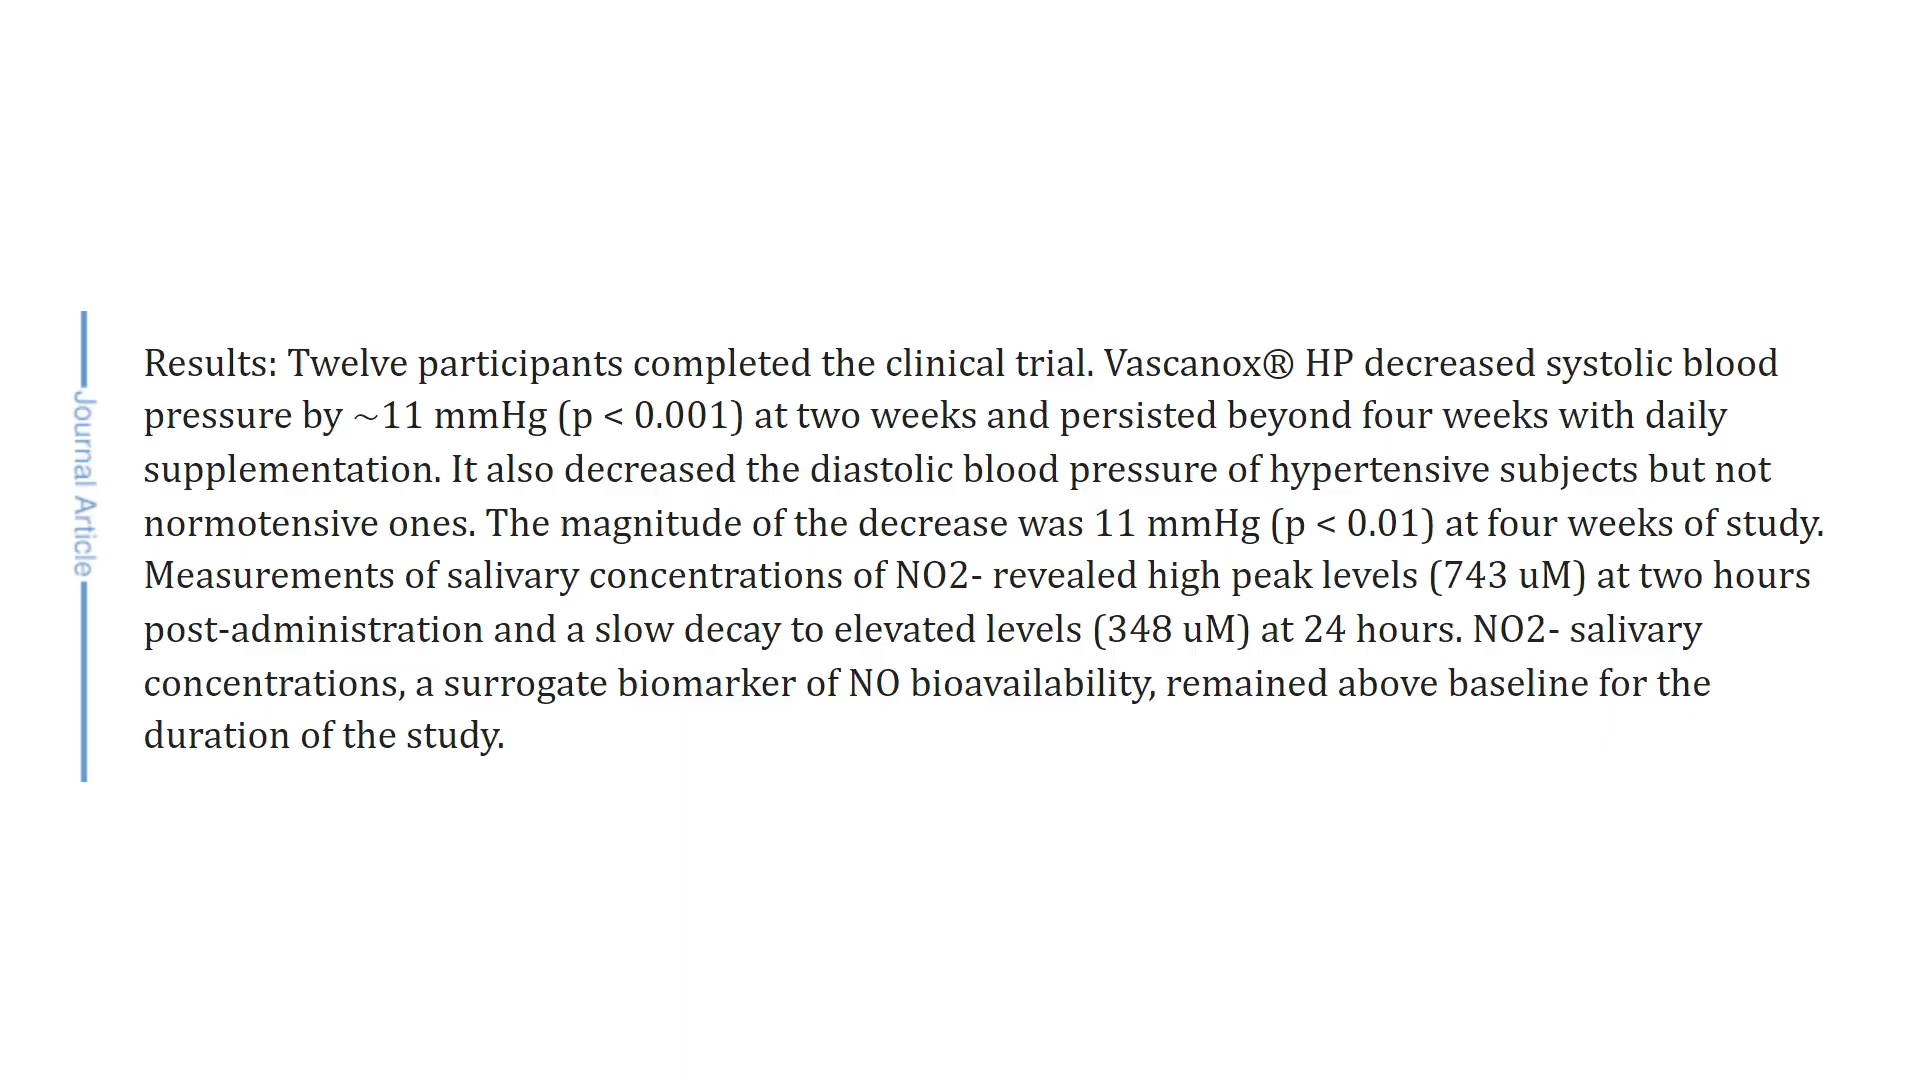 Journal Article
Results: Twelve participants completed the clinical trial. Vascanox® HP decreased systolic blood
pressure by ~11 mmHg (p < 0.001) at two weeks and persisted beyond four weeks with daily
supplementation. It also decreased the diastolic blood pressure of hypertensive subjects but not
normotensive ones. The magnitude of the decrease was 11 mmHg (p < 0.01) at four weeks of study.
Measurements of salivary concentrations of NO2- revealed high peak levels (743 uM) at two hours
post-administration and a slow decay to elevated levels (348 uM) at 24 hours. NO2- salivary
concentrations, a surrogate biomarker of NO bioavailability, remained above baseline for the
duration of the study.